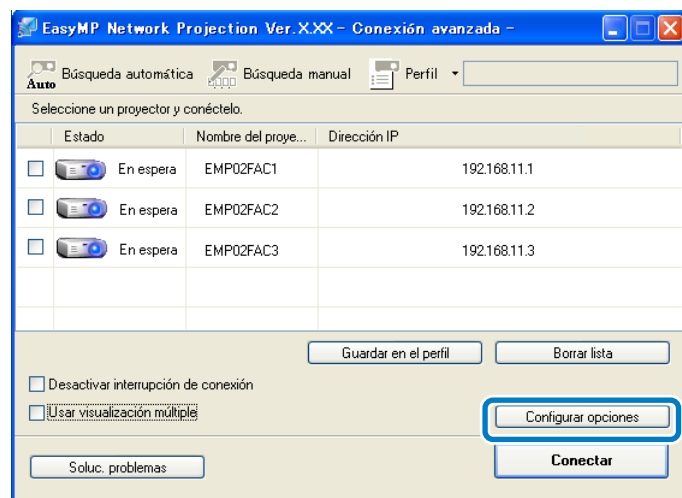 EasyMP Network Projection Ver.X.XX - Conexión avanzada -
Auto Búsqueda automática Búsqueda manual Perfil
Seleccione un proyector y conéctelo.
Estado Nombre del proye... Dirección IP
En espera EMP02FAC1 192.168.11.1
En espera EMP02FAC2 192.168.11.2
En espera EMP02FAC3 192.168.11.3
Guardar en el perfil Borrar lista
Desactivar interrupción de conexión
Usar visualización múltiple Configurar opciones
Soluc. problemas Conectar